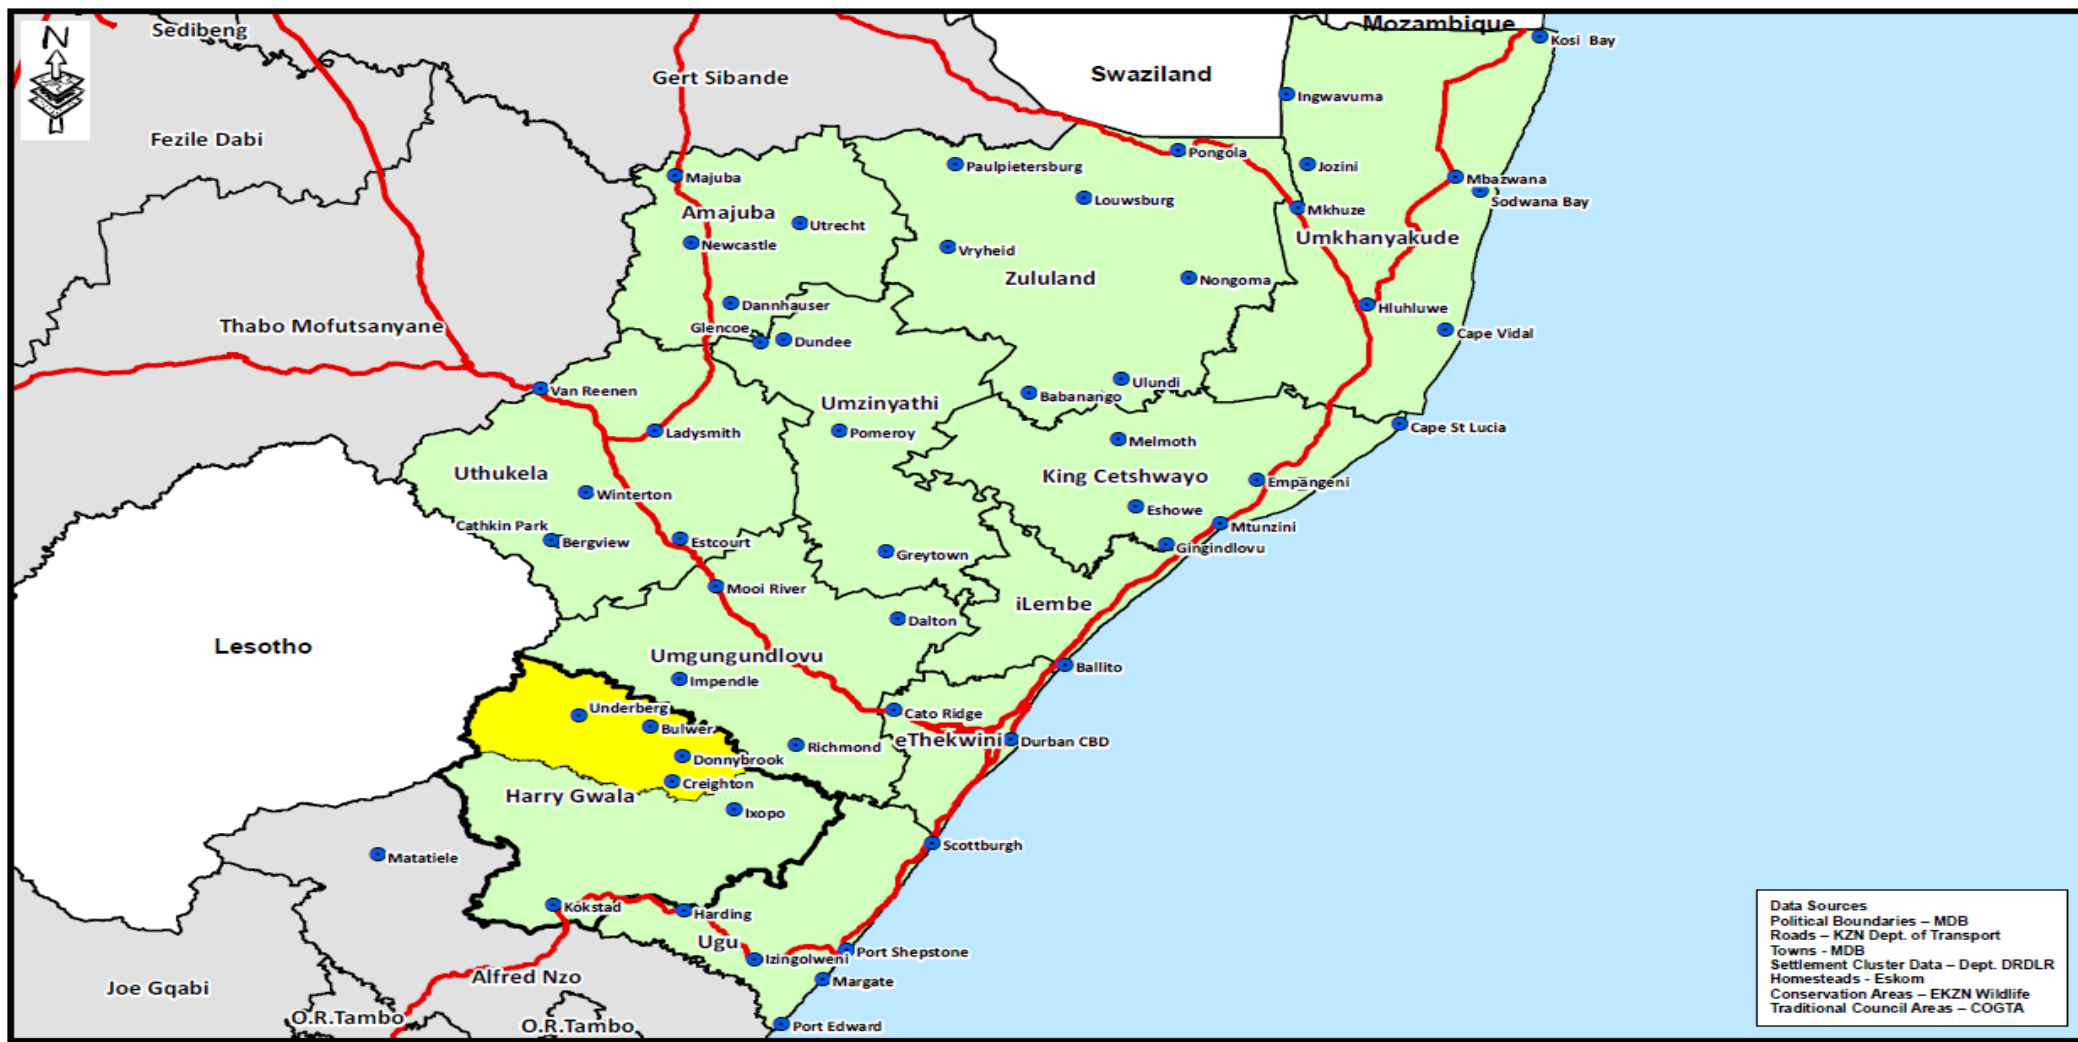 Mozambique
Sedibeng
N
Kosi Bay
Gert Sibande
Swaziland
Ingwavuma
Fezile Dabi
Pongola
Paulpietersburg
Jozini
Majuba
Mbazwana
Louwsburg
Sodwana Bay
Mkhuze
Amajuba
Utrecht
Umkhanyakude
Newcastle
Vryheid
Zululand
Nongoma
Dannhauser
Hluhluwe
Thabo Mofutsanyane
Glencoe
Dundee
Cape Vidal
Van Reenen
Ulundi
Babanango
Umzinyathi
Ladysmith
Pomeroy
Cape St Lucia
Melmoth
Uthukela
King Cetshwayo
Empangeni
Winterton
Eshowe
Cathkin Park
Mtunzini
Bergview
Estcourt
Gingindlovu
Greytown
Mooi River
iLembe
Dalton
Lesotho
Umgungundlovu
Ballito
Impendle
Underberg
Cato Ridge
Bulwer
eThekwini
Durban CBD
Richmond
Donnybrook
Creighton
Harry Gwala
Ixopo
Scottburgh
Matatiele
Kokstad
Harding
Ugu
Port Shepstone
Izingolweni
Alfred Nzo
Margate
Joe Gqabi
O.R.Tambo
O.R.Tambo
Port Edward
Data Sources
Political Boundaries – MDB
Roads – KZN Dept. of Transport
Towns - MDB
Settlement Cluster Data – Dept. DRDLR
Homesteads - Eskom
Conservation Areas – EKZN Wildlife
Traditional Council Areas – COGTA